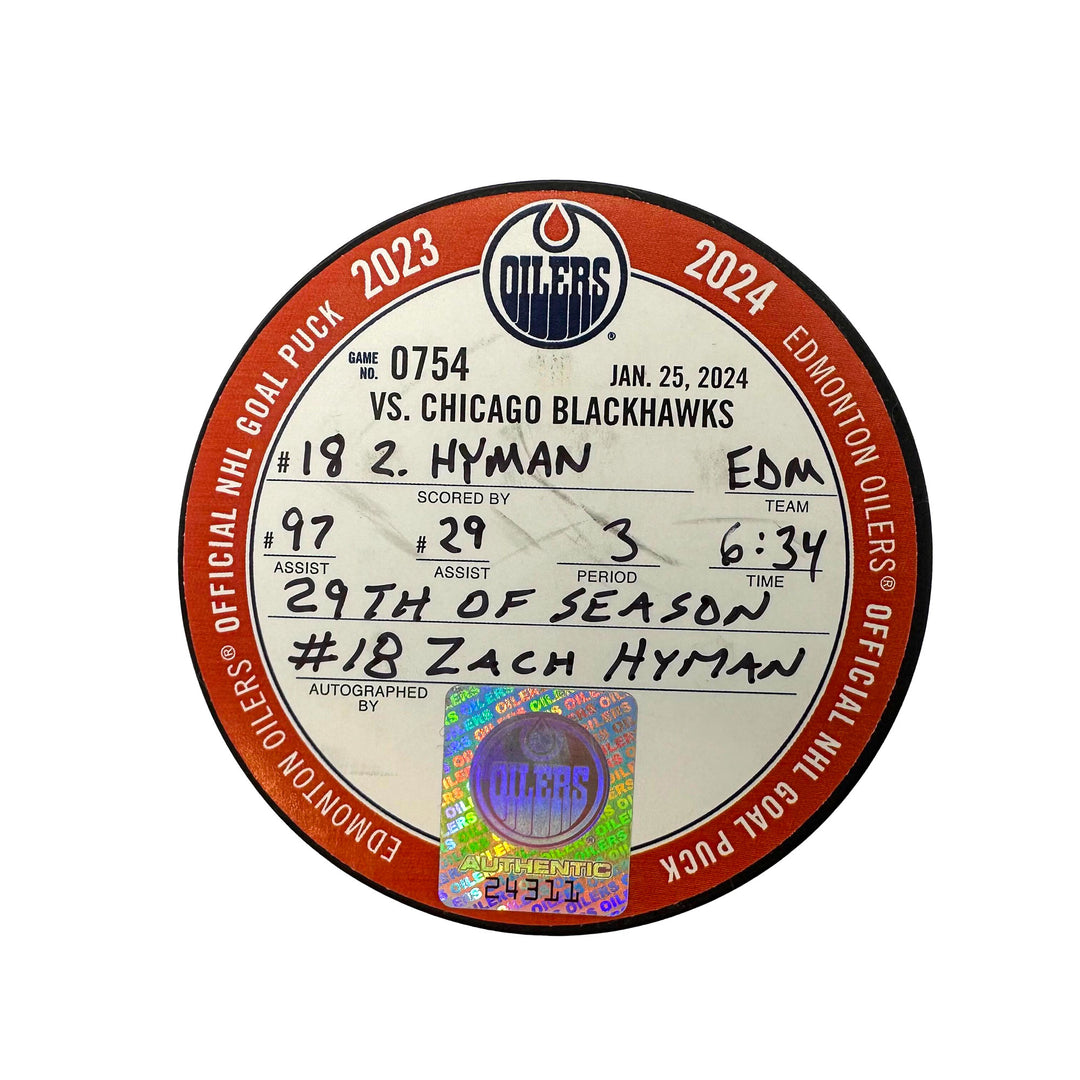 2023
2024
OFFICIAL NHL GOAL PUCK
EDMONTON OILERS®
EDMONTON OILERS®
OFFICIAL NHL GOAL PUCK
OILERS
®
GAME NO. 0754
JAN. 25, 2024
VS. CHICAGO BLACKHAWKS
#18 Z. HYMAN EDM
SCORED BY TEAM
#97 #29 3 6:34
ASSIST ASSIST PERIOD TIME
29TH OF SEASON
#18 ZACH HYMAN
AUTOGRAPHED BY
OILERS
AUTHENTIC
24311